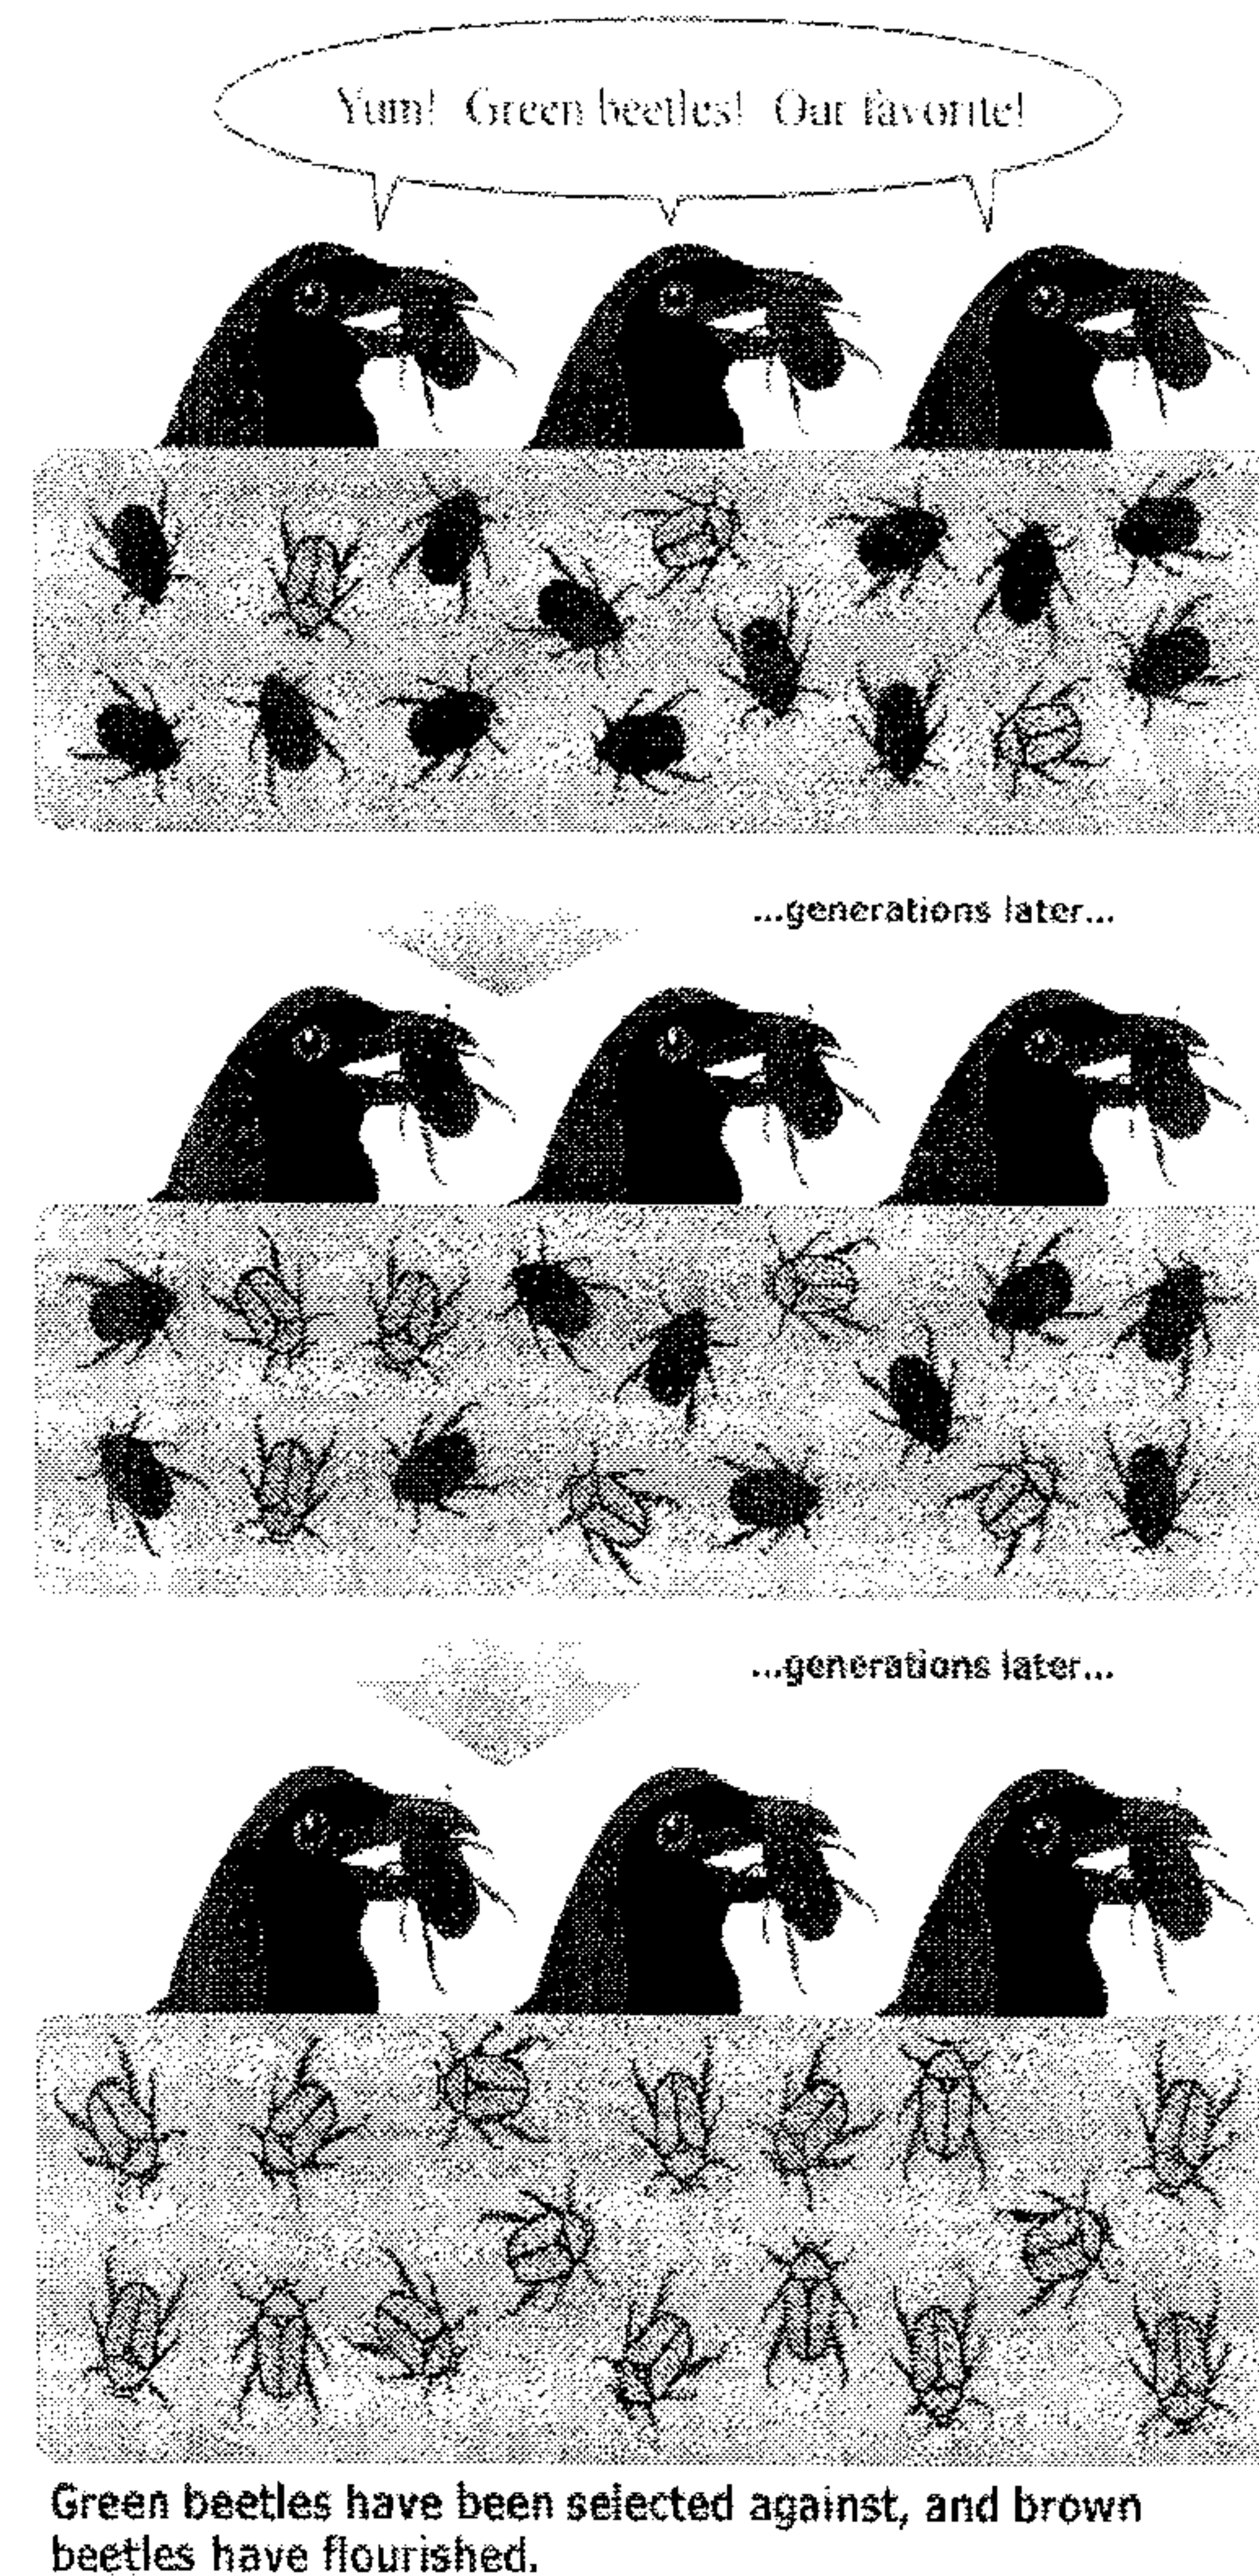 Yum! Green beetles! Our favorite!
...generations later...
...generations later...
Green beetles have been selected against, and brown
beetles have flourished.